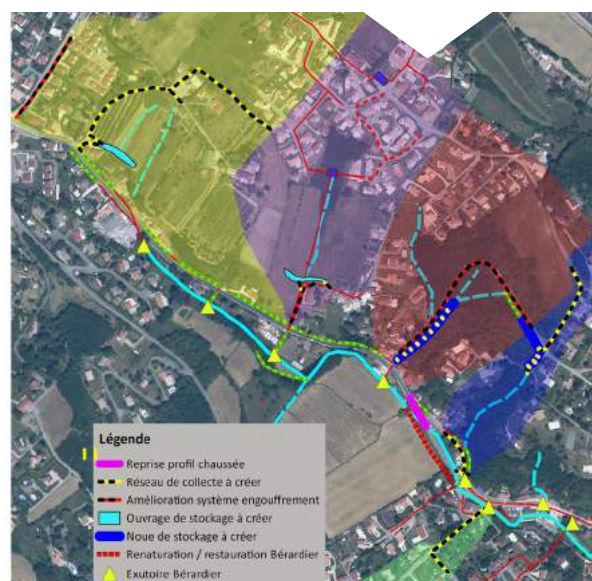 Légende
Reprise profil chaussée
Réseau de collecte à créer
Amélioration système engouffrement
Ouvrage de stockage à créer
Noue de stockage à créer
Renaturation / restauration Bérardier
Exutoire Bérardier